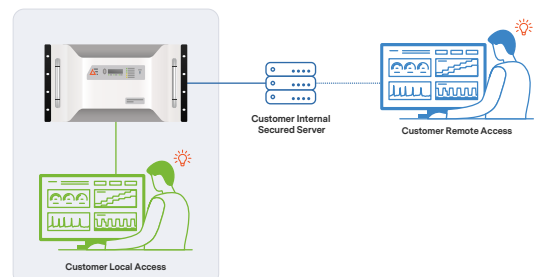 Customer Internal
Secured Server
Customer Remote Access
Customer Local Access